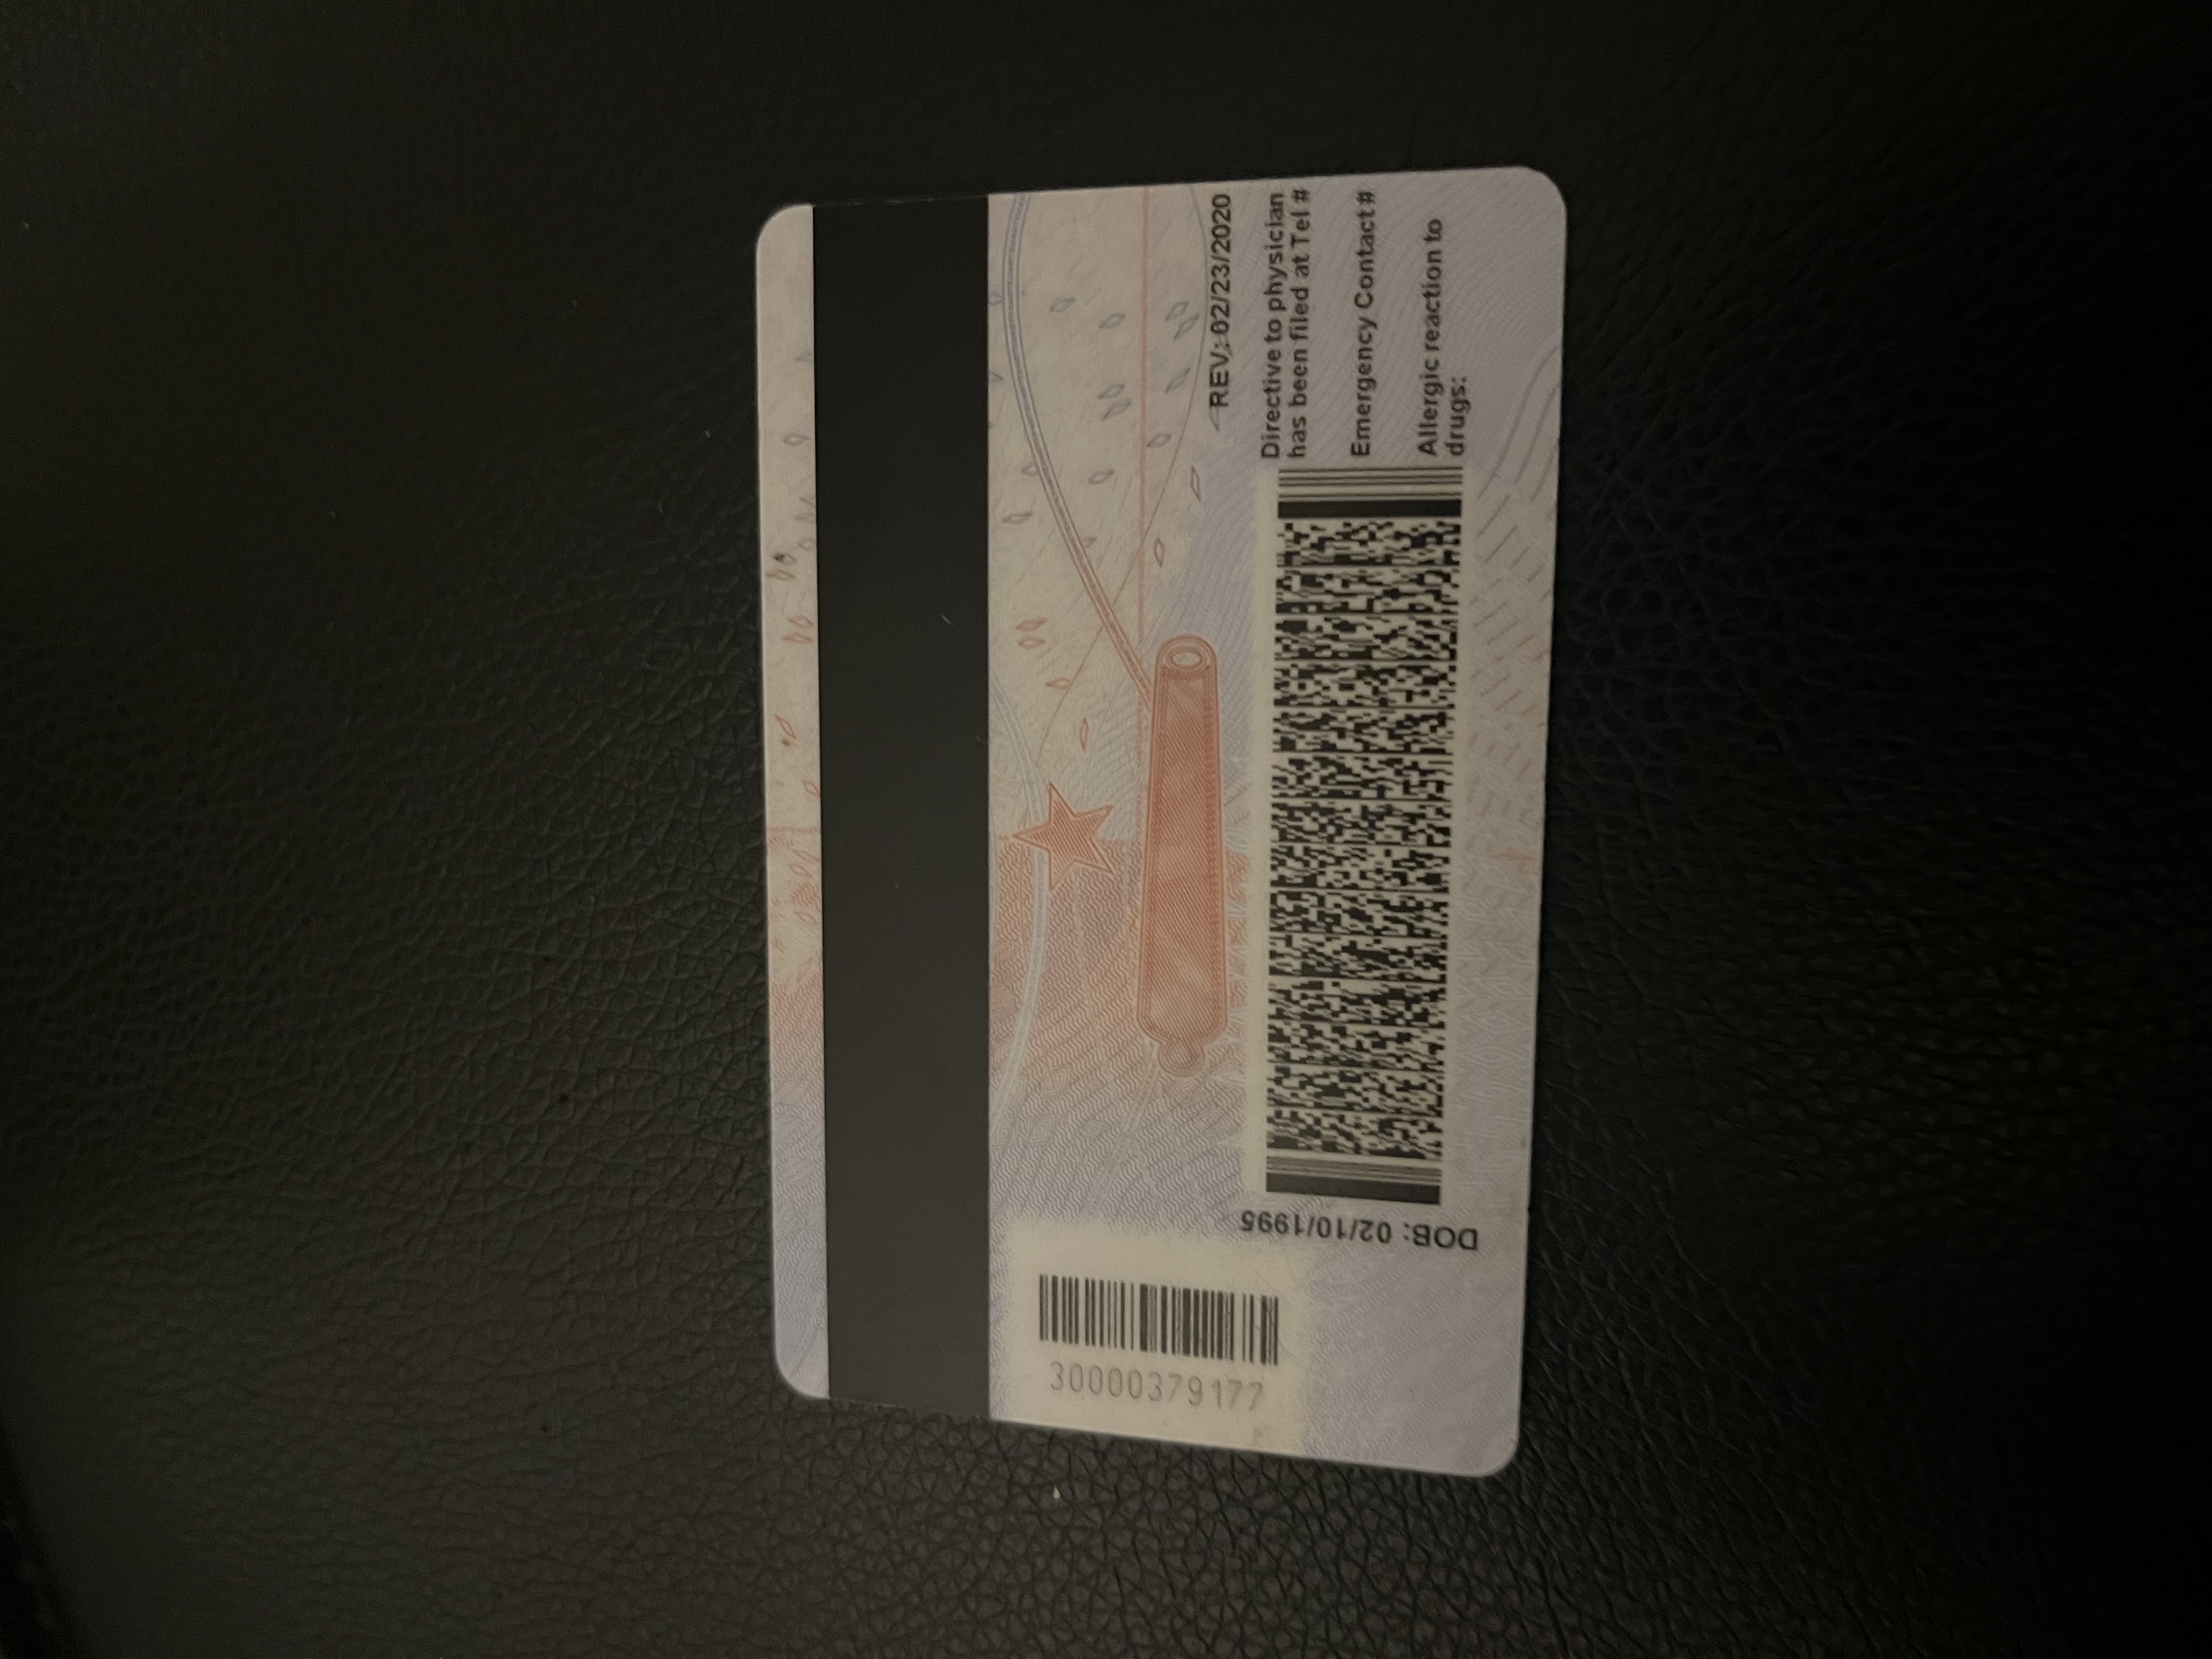 30000379177
DOB: 02/10/1995
REV: 02/23/2020
Directive to physician
has been filed at Tel #
Emergency Contact #
Allergic reaction to
drugs: